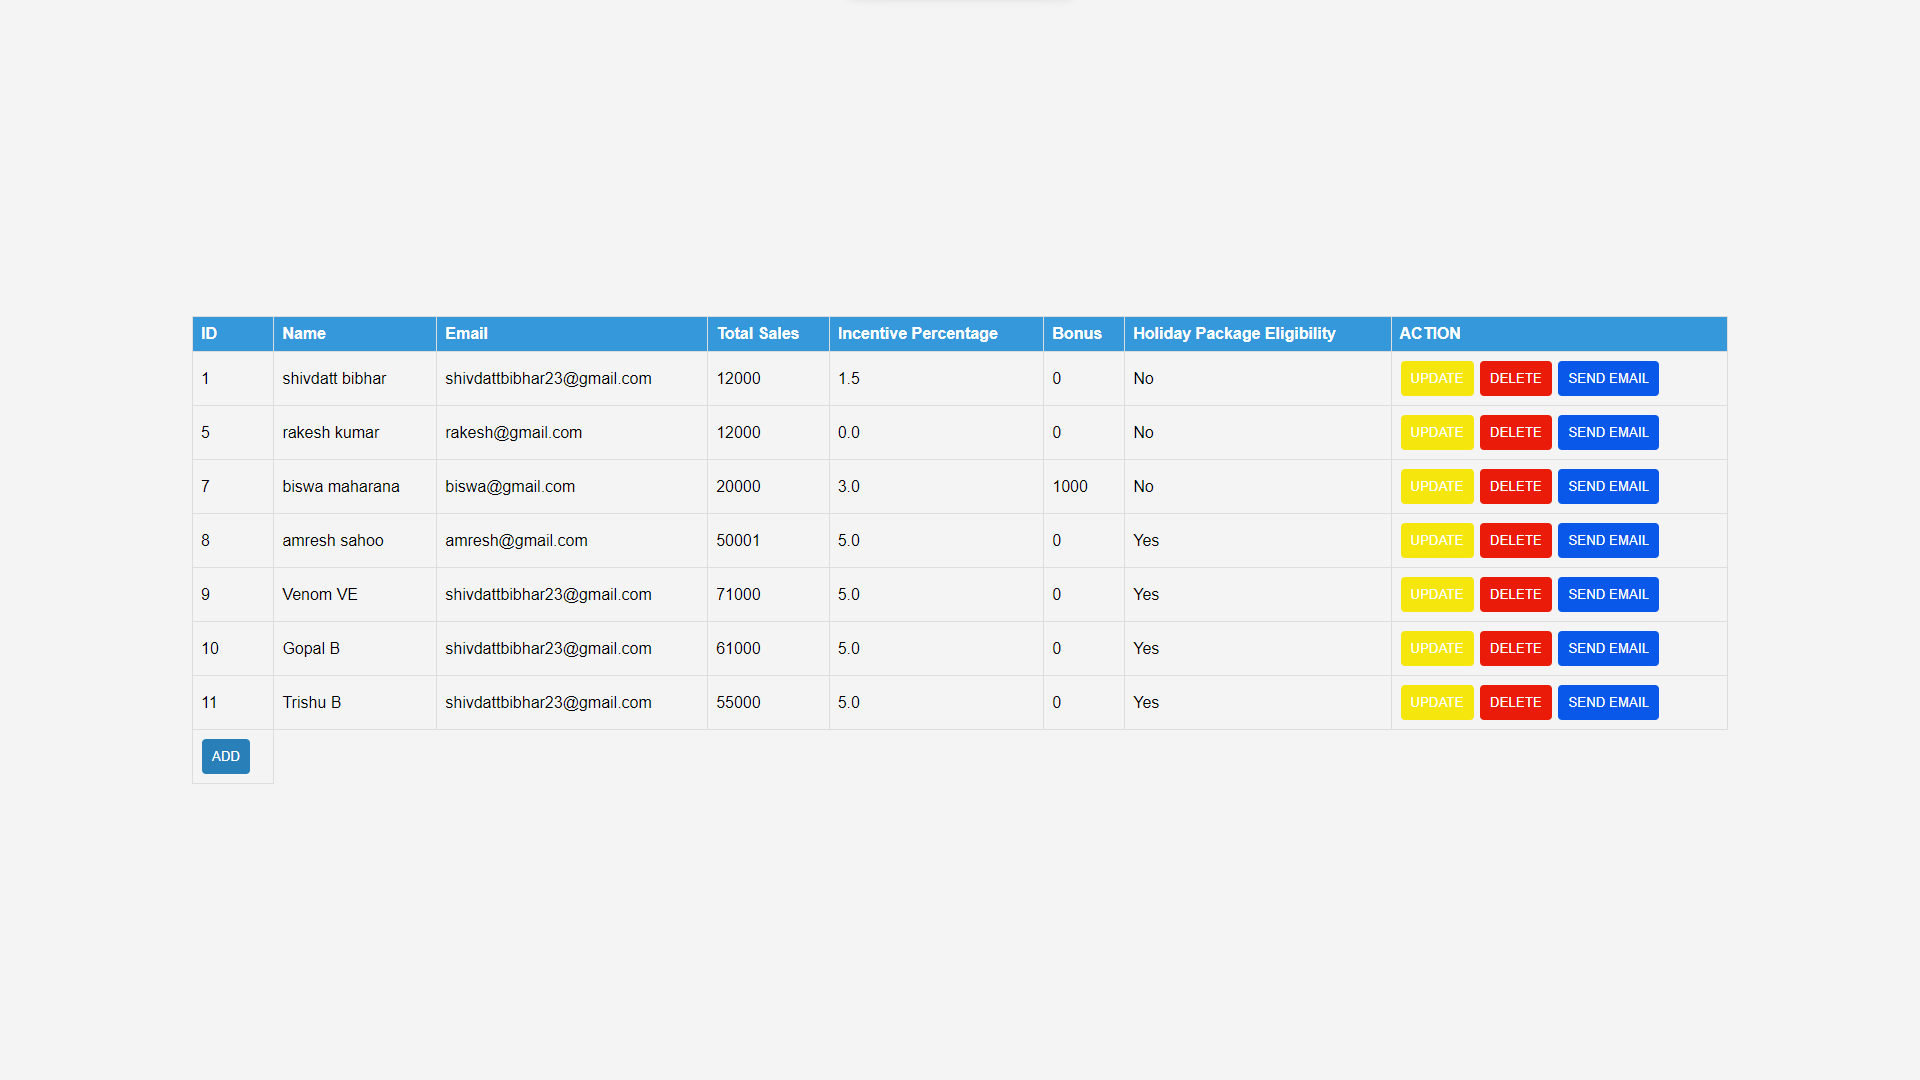 ID Name Email Total Sales Incentive Percentage Bonus Holiday Package Eligibility ACTION
1 shivdatt bibhar shivdattbibhar23@gmail.com 12000 1.5 0 No UPDATE DELETE SEND EMAIL
5 rakesh kumar rakesh@gmail.com 12000 0.0 0 No UPDATE DELETE SEND EMAIL
7 biswa maharana biswa@gmail.com 20000 3.0 1000 No UPDATE DELETE SEND EMAIL
8 amresh sahoo amresh@gmail.com 50001 5.0 0 Yes UPDATE DELETE SEND EMAIL
9 Venom VE shivdattbibhar23@gmail.com 71000 5.0 0 Yes UPDATE DELETE SEND EMAIL
10 Gopal B shivdattbibhar23@gmail.com 61000 5.0 0 Yes UPDATE DELETE SEND EMAIL
11 Trishu B shivdattbibhar23@gmail.com 55000 5.0 0 Yes UPDATE DELETE SEND EMAIL
ADD